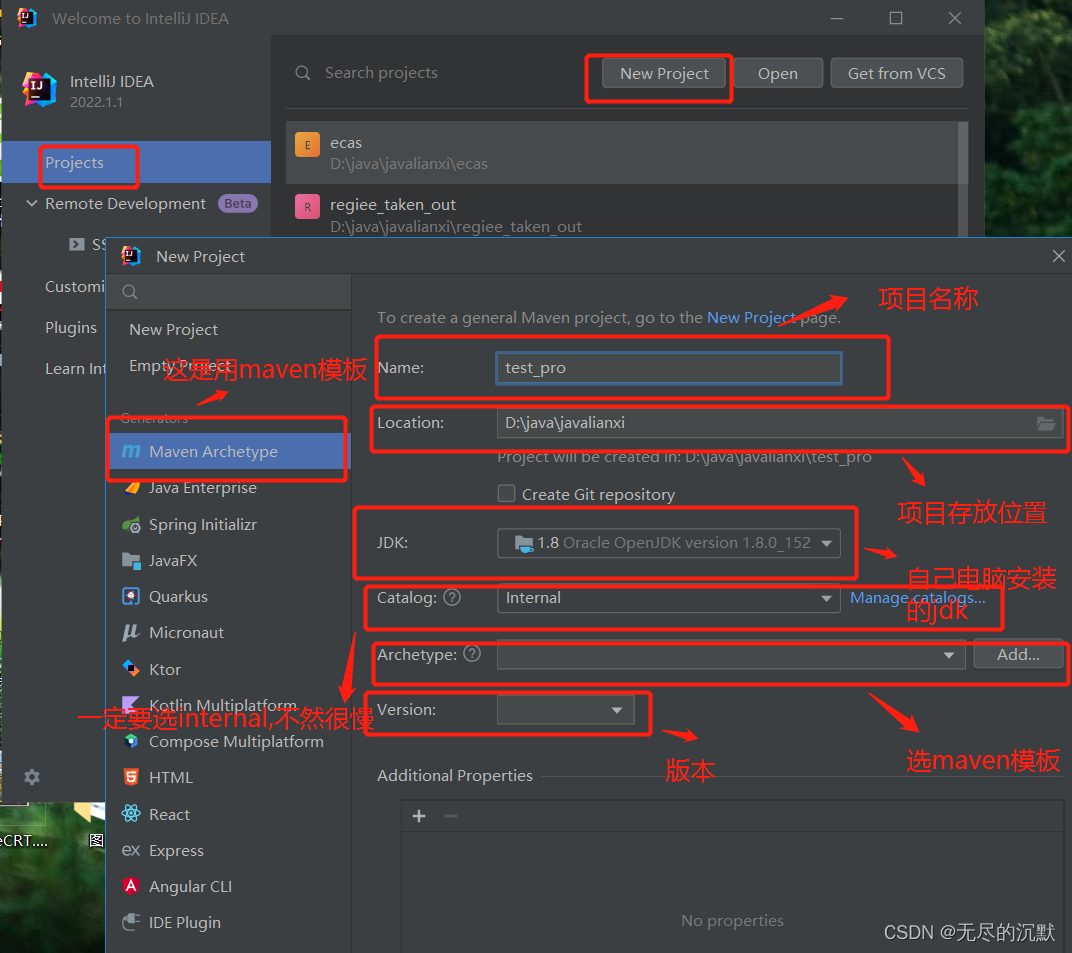 Welcome to IntelliJ IDEA
IntelliJ IDEA
2022.1.1
Search projects
New Project
Open
Get from VCS
Projects
Remote Development Beta
ecas
D:\java\javalianxi\ecas
regiee_taken_out
D:\java\javalianxi\regiee_taken_out
Customi
Plugins
Learn Int
New Project
New Project
Empty Project
这是用maven模板
Generators
Maven Archetype
Java Enterprise
Spring Initializr
JavaFX
Quarkus
Micronaut
Ktor
Kotlin Multiplatform
一定要选internal,不然很慢
Compose Multiplatform
HTML
React
Express
Angular CLI
IDE Plugin
To create a general Maven project, go to the New Project page.
项目名称
Name: test_pro
Location: D:\java\javalianxi
Project will be created in: D:\java\javalianxi\test_pro
项目存放位置
Create Git repository
JDK: 1.8 Oracle OpenJDK version 1.8.0_152
自己电脑安装
的jdk
Catalog: Internal Manage catalogs...
Archetype: Add...
Version:
版本
选maven模板
Additional Properties
No properties
eCRT....
图
CSDN @无尽的沉默